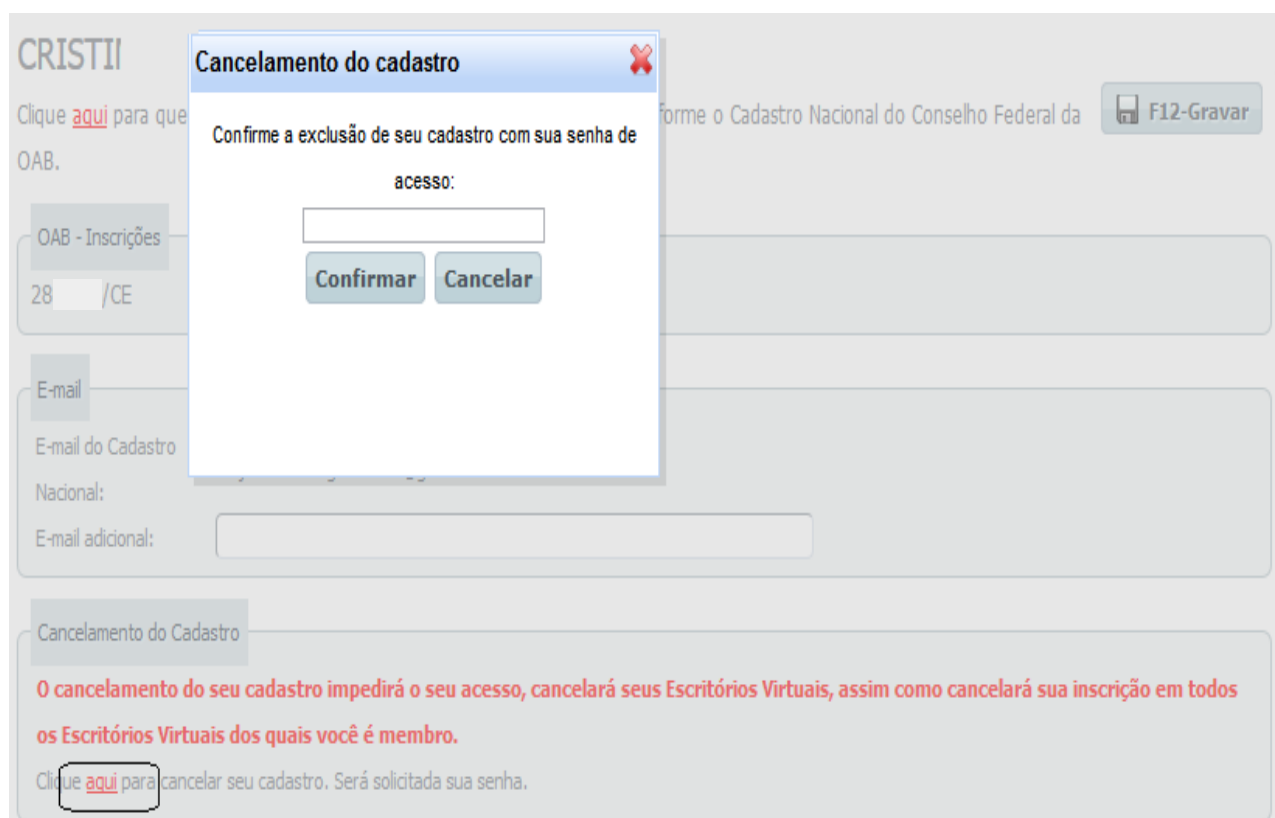 CRISTI
Cancelamento do cadastro
Clique aqui para que
forme o Cadastro Nacional do Conselho Federal da
F12-Gravar
OAB.
Confirme a exclusão de seu cadastro com sua senha de
acesso:
Confirmar Cancelar
OAB - Inscrições
28 /CE
E-mail
E-mail do Cadastro
Nacional:
E-mail adicional:
Cancelamento do Cadastro
O cancelamento do seu cadastro impedirá o seu acesso, cancelará seus Escritórios Virtuais, assim como cancelará sua inscrição em todos
os Escritórios Virtuais dos quais você é membro.
Clique aqui para cancelar seu cadastro. Será solicitada sua senha.